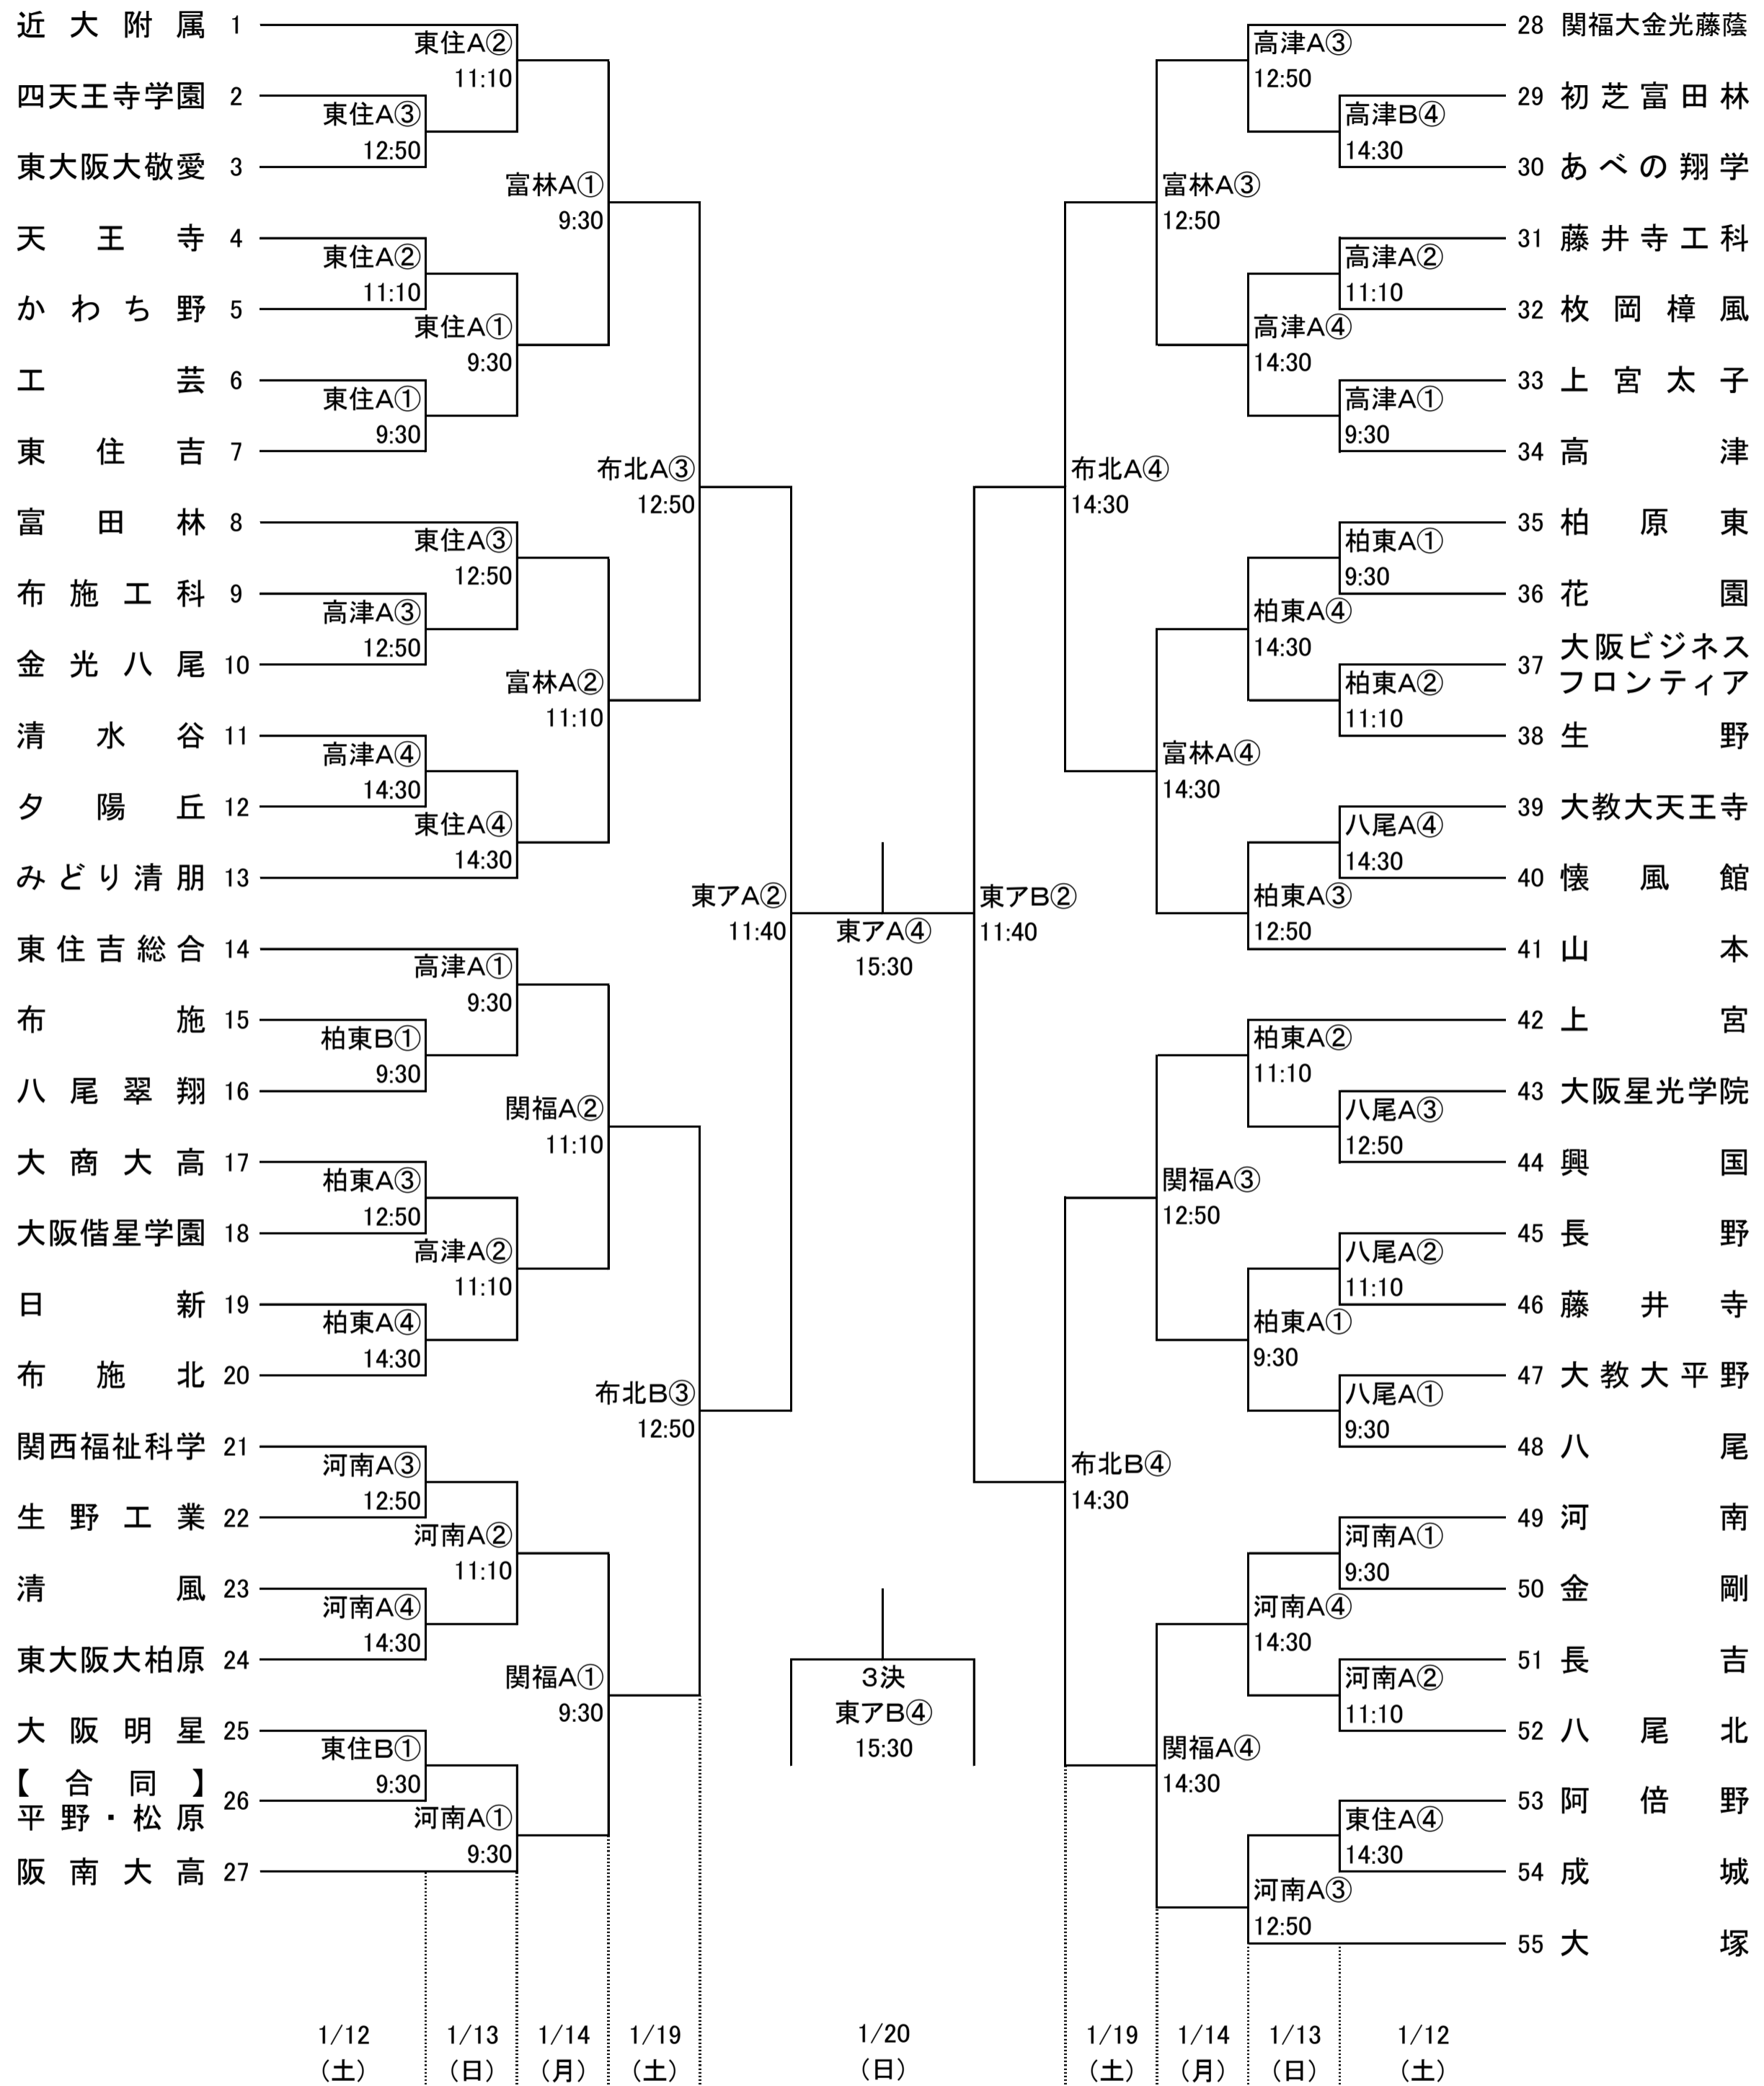 近大附属 1
四天王寺学園 2
東大阪大敬愛 3
天王寺 4
かわち野 5
工芸 6
東住吉 7
富田林 8
布施工科 9
金光八尾 10
清水谷 11
夕陽丘 12
みどり清朋 13
東住吉総合 14
布施 15
八尾翠翔 16
大商大高 17
大阪偕星学園 18
日新 19
布施北 20
関西福祉科学 21
生野工業 22
清風 23
東大阪大柏原 24
大阪明星 25
【合同】
平野・松原 26
阪南大高 27
東住A③
12:50
東住A②
11:10
東住A①
9:30
高津A③
12:50
高津A④
14:30
柏東B①
9:30
柏東A③
12:50
柏東A④
14:30
河南A③
12:50
河南A④
14:30
東住B①
9:30
東住A②
11:10
東住A①
9:30
東住A③
12:50
東住A④
14:30
高津A①
9:30
高津A②
11:10
河南A②
11:10
河南A①
9:30
富林A①
9:30
富林A②
11:10
関福A②
11:10
関福A①
9:30
布北A③
12:50
布北B③
12:50
東アA②
11:40
東アA④
15:30
3決
東アB④
15:30
東アB②
11:40
布北A④
14:30
布北B④
14:30
富林A③
12:50
富林A④
14:30
関福A③
12:50
関福A④
14:30
高津A③
12:50
高津A④
14:30
柏東A④
14:30
柏東A③
12:50
柏東A②
11:10
柏東A①
9:30
河南A④
14:30
河南A③
12:50
高津B④
14:30
高津A②
11:10
高津A①
9:30
柏東A①
9:30
柏東A②
11:10
八尾A④
14:30
八尾A③
12:50
八尾A②
11:10
八尾A①
9:30
河南A①
9:30
河南A②
11:10
東住A④
14:30
28 関福大金光藤蔭
29 初芝富田林
30 あべの翔学
31 藤井寺工科
32 枚岡樟風
33 上宮太子
34 高津
35 柏原東
36 花園
37 大阪ビジネス
フロンティア
38 生野
39 大教大天王寺
40 懐風館
41 山本
42 上宮
43 大阪星光学院
44 興国
45 長野
46 藤井寺
47 大教大平野
48 八尾
49 河南
50 金剛
51 長吉
52 八尾北
53 阿倍野
54 成城
55 大塚
1/12 1/13 1/14 1/19 1/20 1/19 1/14 1/13 1/12
(土) (日) (月) (土) (日) (土) (月) (日) (土)